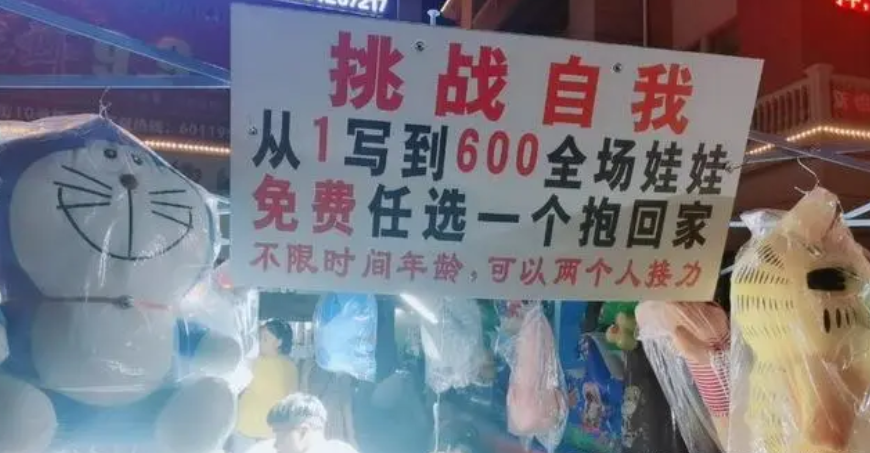 挑战自我
从1写到600全场娃娃
免费任选一个抱回家
不限时间年龄，可以两个人接力